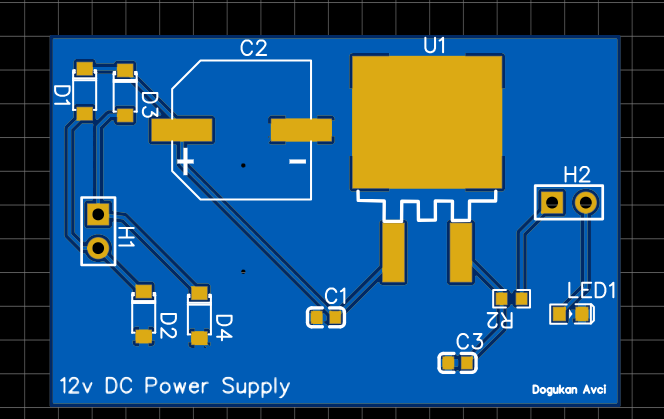 C2
U1
D1
D3
+
−
H2
H1
LED1
C1
D2
D4
R2
C3
12v DC Power Supply
Dogukan Avci